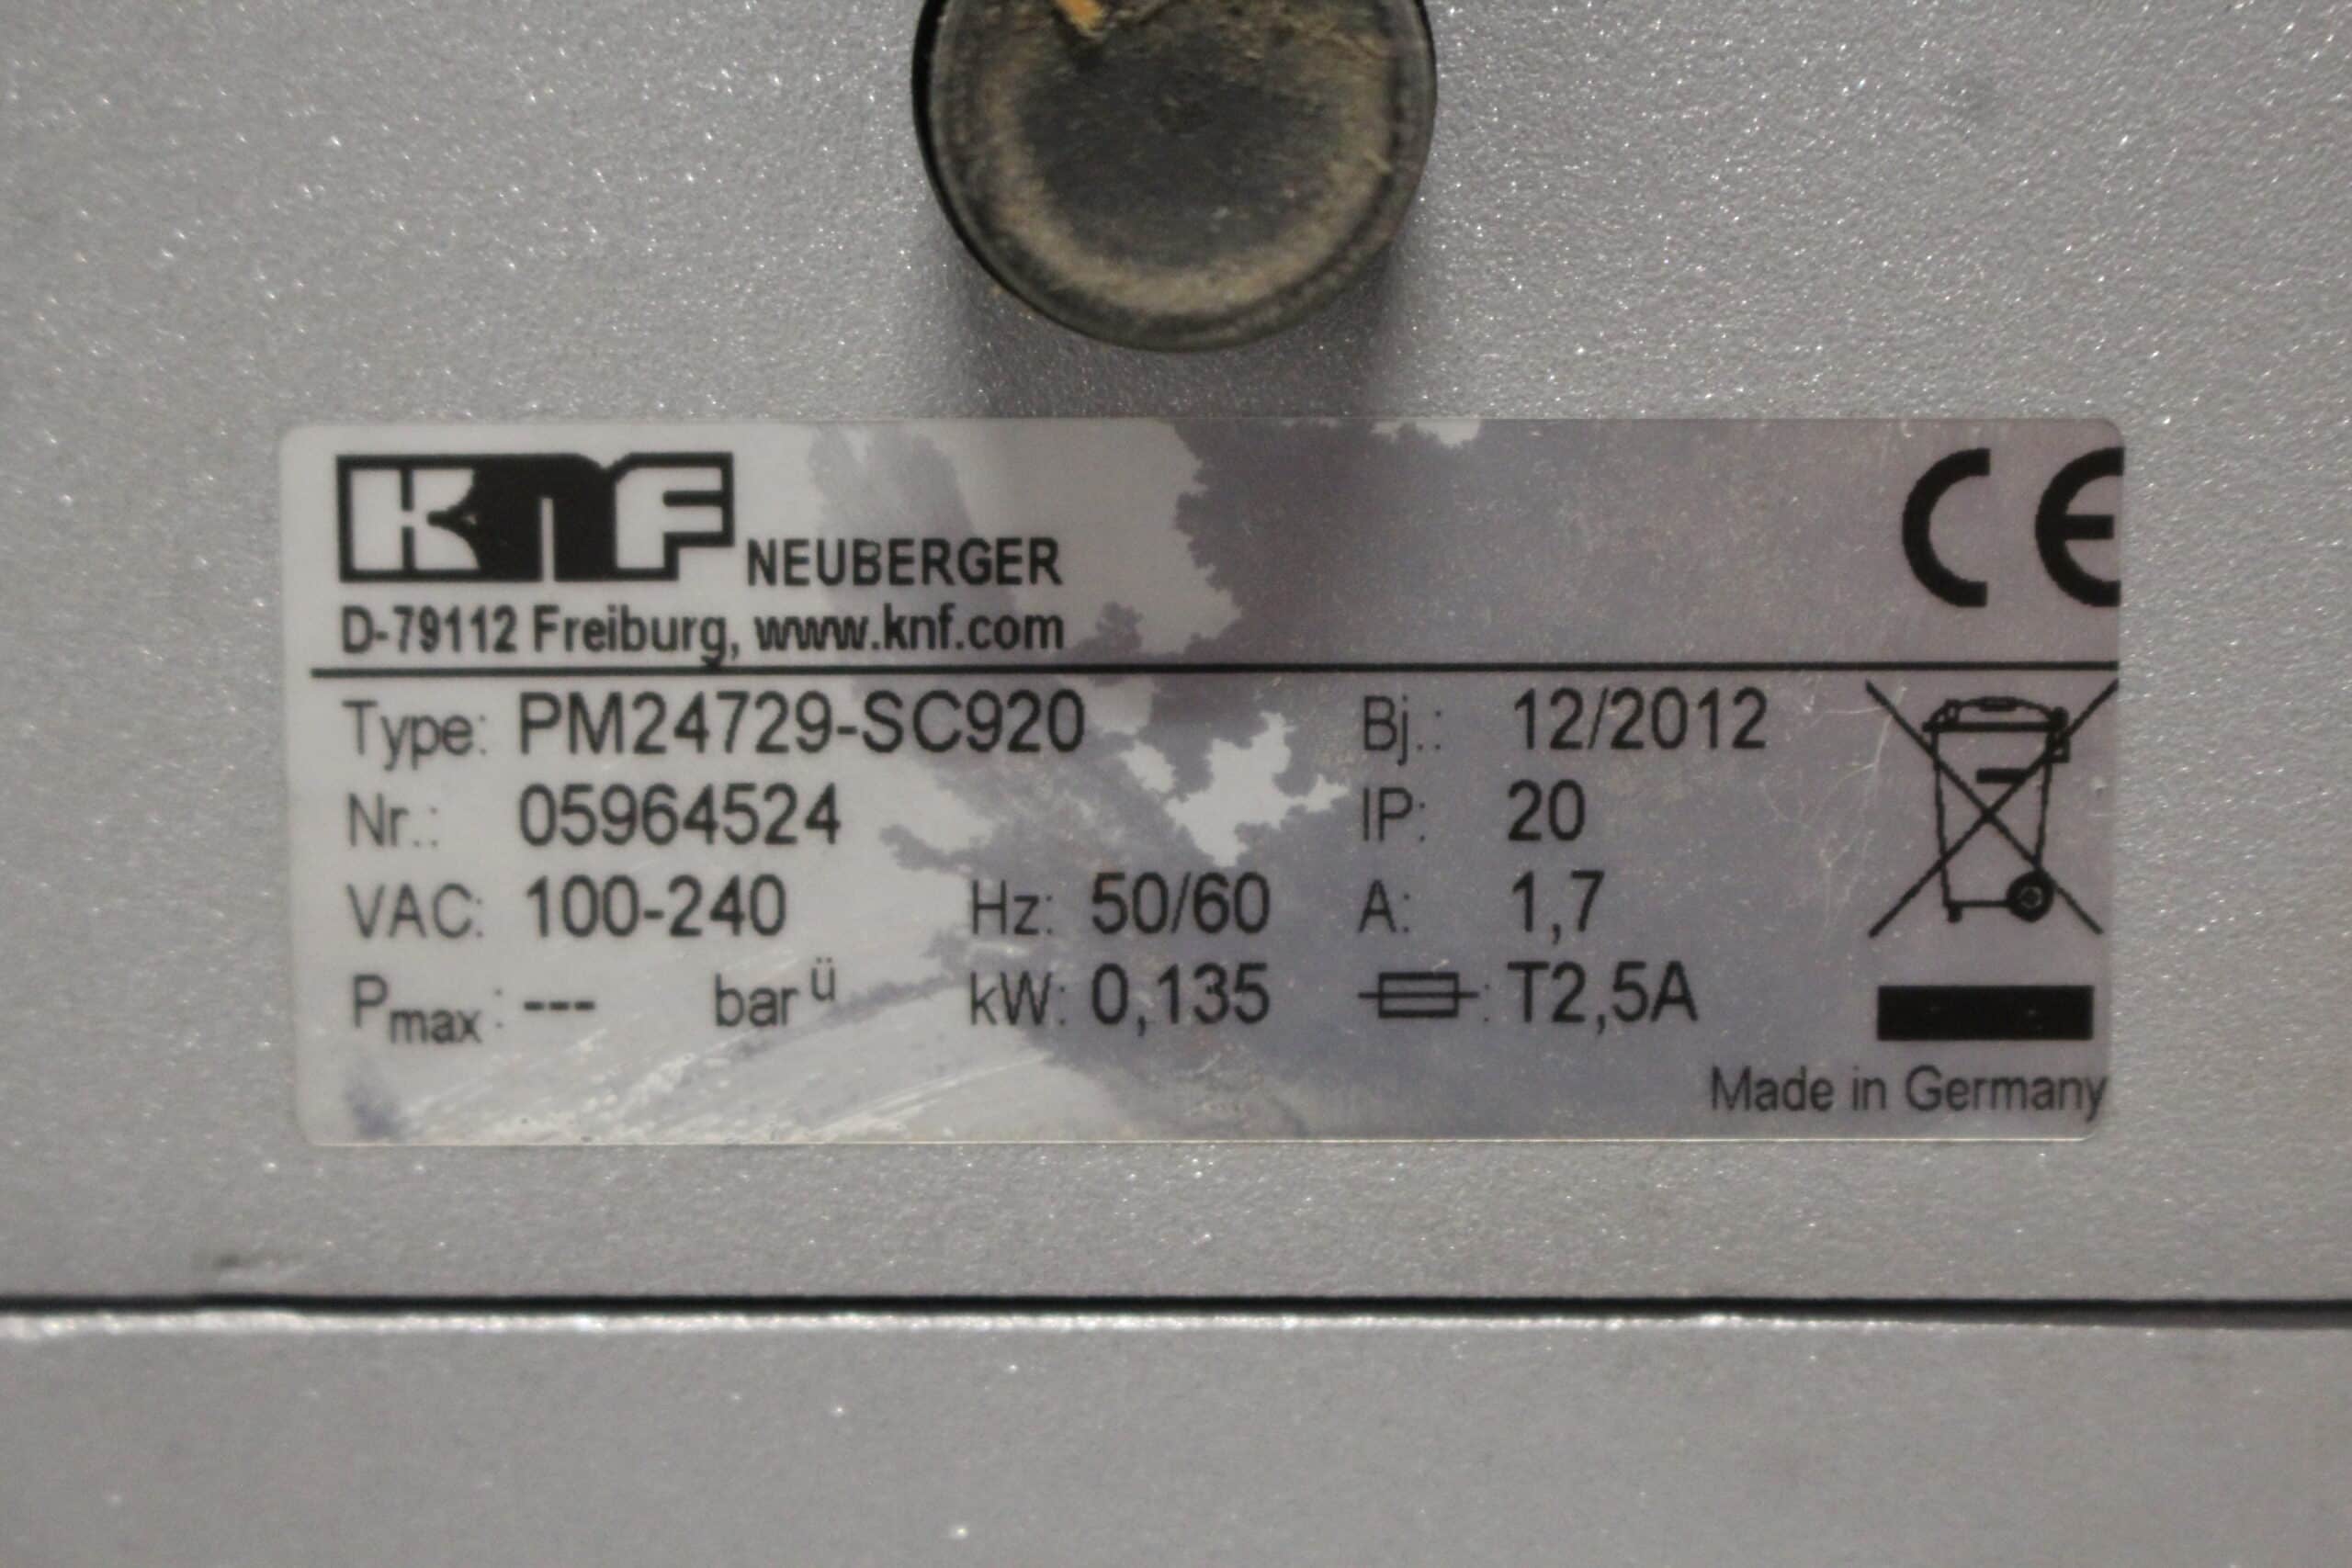 KNF NEUBERGER
D-79112 Freiburg, www.knf.com
CE
Type: PM24729-SC920 Bj.: 12/2012
Nr.: 05964524 IP: 20
VAC: 100-240 Hz: 50/60 A: 1,7
Pmax: --- bar ü kW: 0,135 : T2,5A
Made in Germany